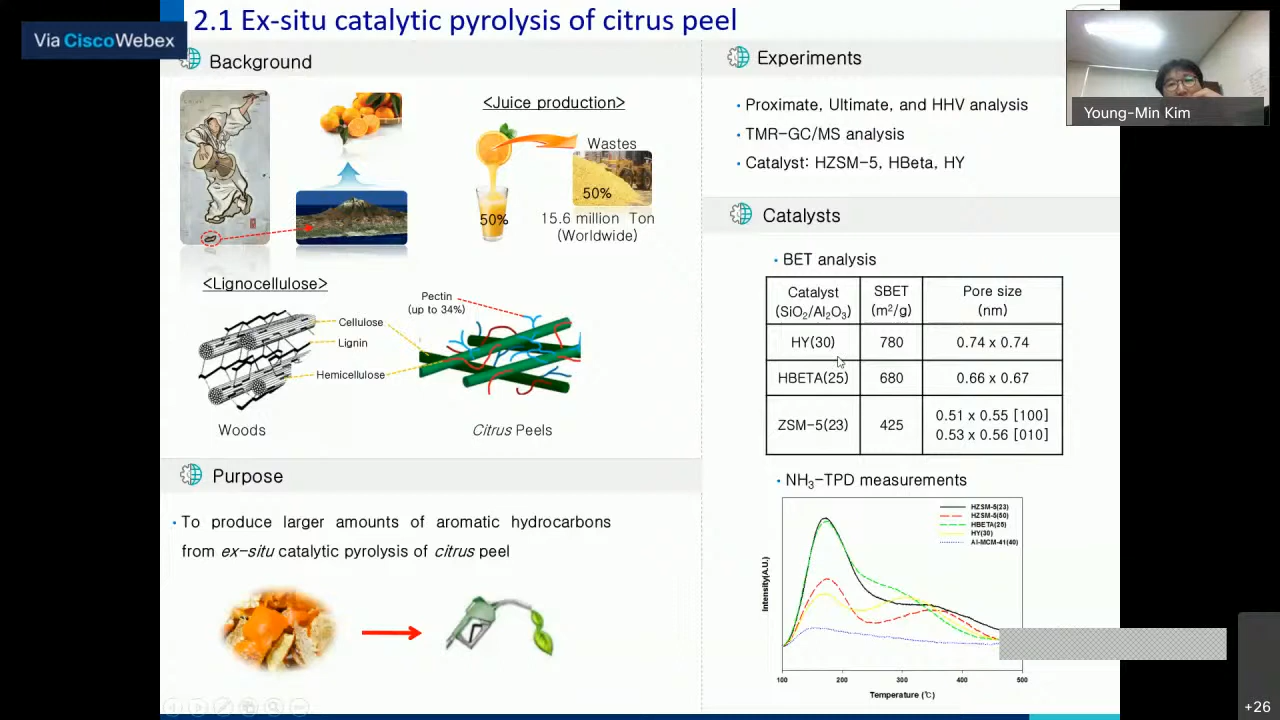 2.1 Ex-situ catalytic pyrolysis of citrus peel
Via CiscoWebex
Background
<Juice production>
Wastes
50%
50%
15.6 million Ton
(Worldwide)
<Lignocellulose>
Pectin
(up to 34%)
Cellulose
Lignin
Hemicellulose
Woods
Citrus Peels
Purpose
• To produce larger amounts of aromatic hydrocarbons
from ex-situ catalytic pyrolysis of citrus peel
Experiments
• Proximate, Ultimate, and HHV analysis
• TMR-GC/MS analysis
• Catalyst: HZSM-5, HBeta, HY
Catalysts
• BET analysis
Catalyst
(SiO₂/Al₂O₃)
SBET
(m²/g)
Pore size
(nm)
HY(30) 780 0.74 x 0.74
HBETA(25) 680 0.66 x 0.67
ZSM-5(23) 425 0.51 x 0.55 [100]
0.53 x 0.56 [010]
• NH₃-TPD measurements
HZSM-5(23)
HZSM-5(50)
HBETA(25)
HY(30)
Al-MCM-41(40)
Intensity(A.U.)
100 200 300 400 500
Temperature (℃)
Young-Min Kim
+26